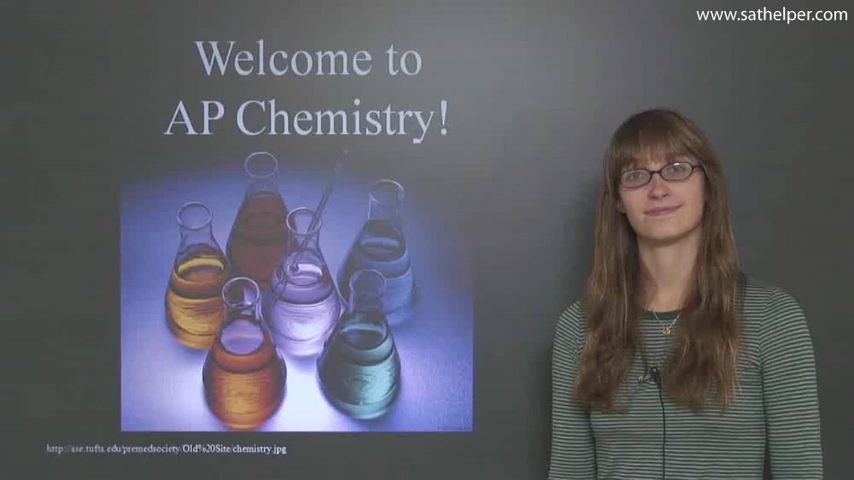 www.sathelper.com
Welcome to
AP Chemistry!
http://ase.tufts.edu/premedsociety/Old%20Site/chemistry.jpg